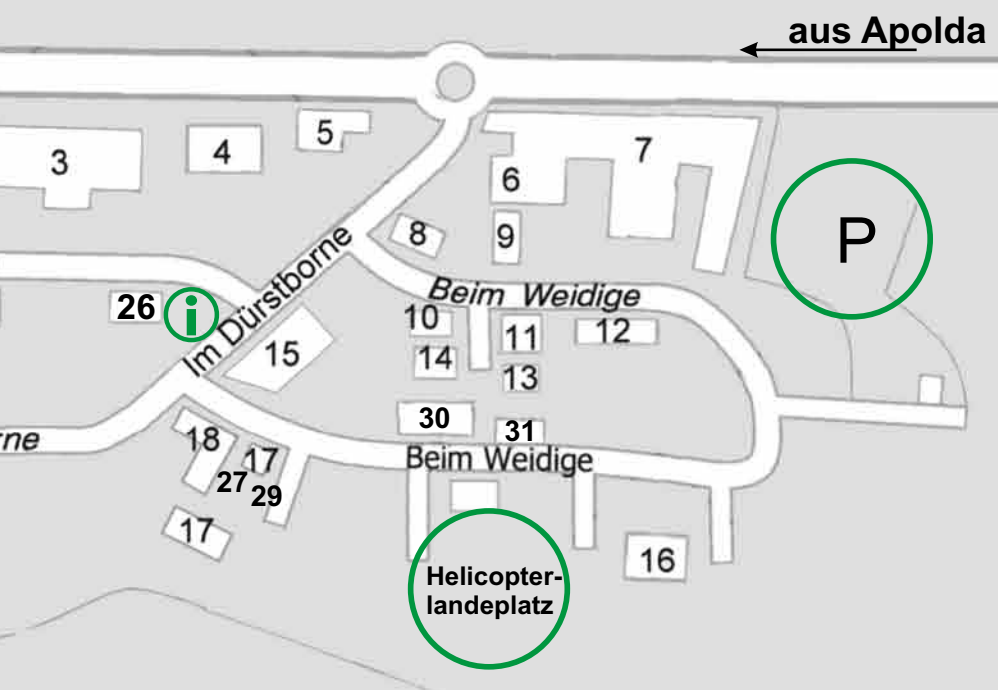 aus Apolda
3
4
5
6
7
8
9
P
Im Dürstborne
Beim Weidige
26
i
10
11
12
15
14
13
30
31
rne
18
17
Beim Weidige
27
29
17
16
Helicopter-
landeplatz